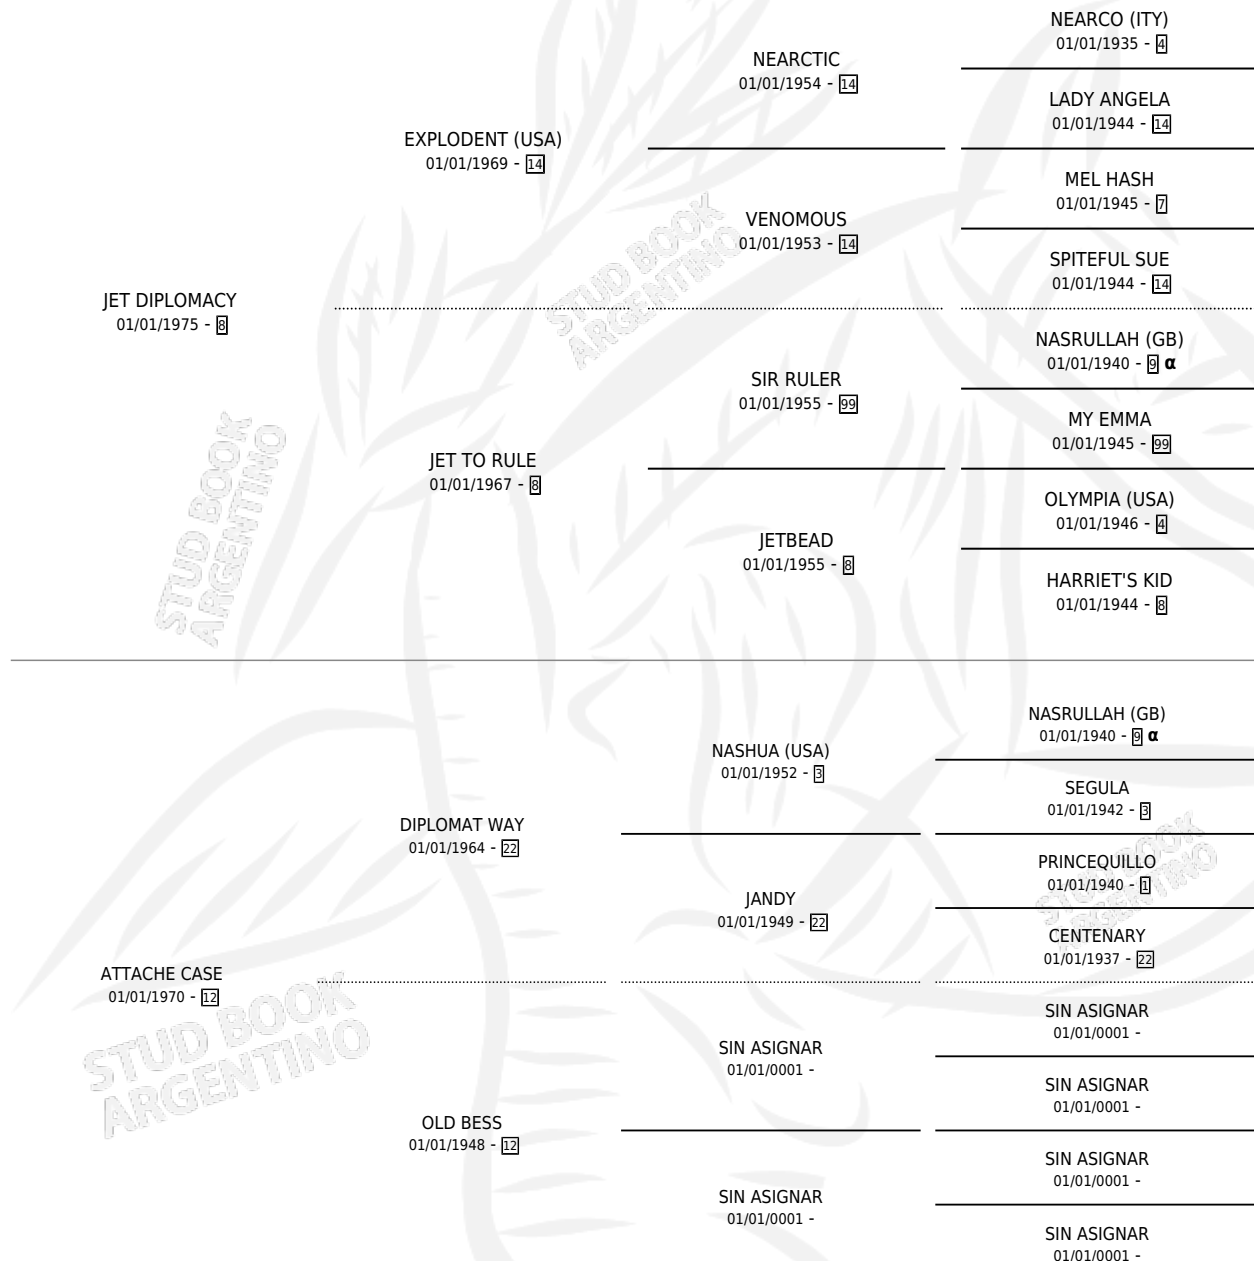 NEARCO (ITY)
01/01/1935 - 4
NEARCTIC
01/01/1954 - 14
LADY ANGELA
01/01/1944 - 14
EXPLODENT (USA)
01/01/1969 - 14
MEL HASH
01/01/1945 - 7
VENOMOUS
01/01/1953 - 14
SPITEFUL SUE
01/01/1944 - 14
JET DIPLOMACY
01/01/1975 - 8
NASRULLAH (GB)
01/01/1940 - 9 α
SIR RULER
01/01/1955 - 99
MY EMMA
01/01/1945 - 99
JET TO RULE
01/01/1967 - 8
OLYMPIA (USA)
01/01/1946 - 4
JETBEAD
01/01/1955 - 8
HARRIET'S KID
01/01/1944 - 8
NASRULLAH (GB)
01/01/1940 - 9 α
NASHUA (USA)
01/01/1952 - 3
SEGULA
01/01/1942 - 3
DIPLOMAT WAY
01/01/1964 - 22
PRINCEQUILLO
01/01/1940 - 1
JANDY
01/01/1949 - 22
CENTENARY
01/01/1937 - 22
ATTACHE CASE
01/01/1970 - 12
SIN ASIGNAR
01/01/0001 -
SIN ASIGNAR
01/01/0001 -
SIN ASIGNAR
01/01/0001 -
OLD BESS
01/01/1948 - 12
SIN ASIGNAR
01/01/0001 -
SIN ASIGNAR
01/01/0001 -
SIN ASIGNAR
01/01/0001 -
STUD BOOK
ARGENTINO
STUD BOOK
ARGENTINO
STUD BOOK
ARGENTINO
STUD BOOK
ARGENTINO